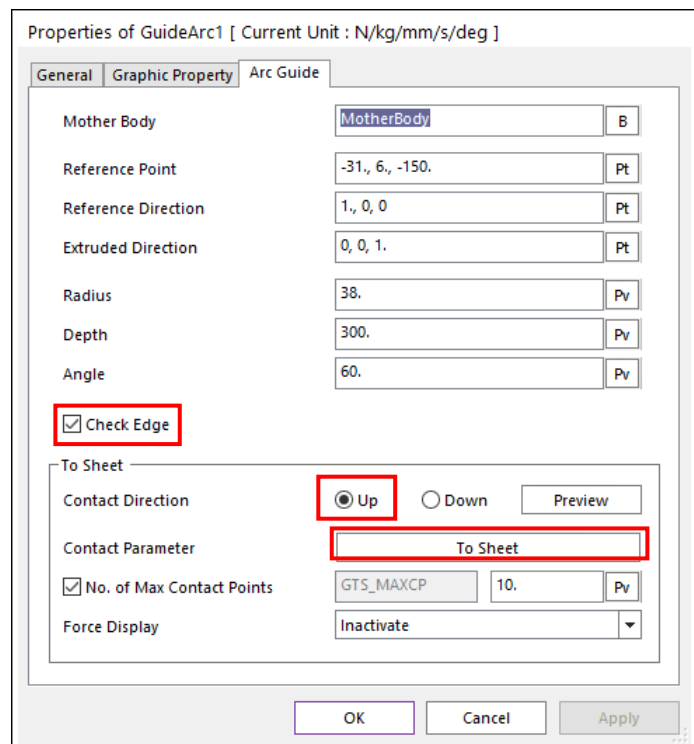 Properties of GuideArc1 [ Current Unit : N/kg/mm/s/deg ]
General Graphic Property Arc Guide
Mother Body MotherBody B
Reference Point -31., 6., -150. Pt
Reference Direction 1., 0, 0 Pt
Extruded Direction 0, 0, 1. Pt
Radius 38. Pv
Depth 300. Pv
Angle 60. Pv
Check Edge
To Sheet
Contact Direction Up Down Preview
Contact Parameter To Sheet
No. of Max Contact Points GTS_MAXCP 10. Pv
Force Display Inactivate
OK Cancel Apply